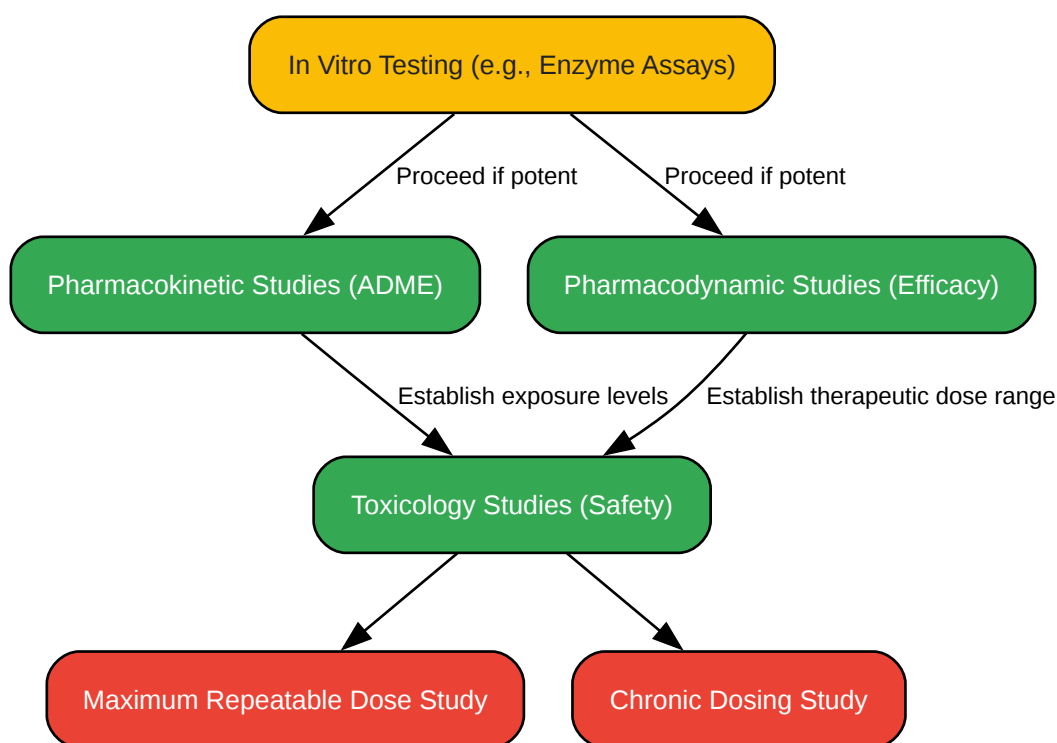 In Vitro Testing (e.g., Enzyme Assays)
Proceed if potent
Proceed if potent
Pharmacokinetic Studies (ADME)
Pharmacodynamic Studies (Efficacy)
Establish exposure levels
Establish therapeutic dose range
Toxicology Studies (Safety)
Maximum Repeatable Dose Study
Chronic Dosing Study